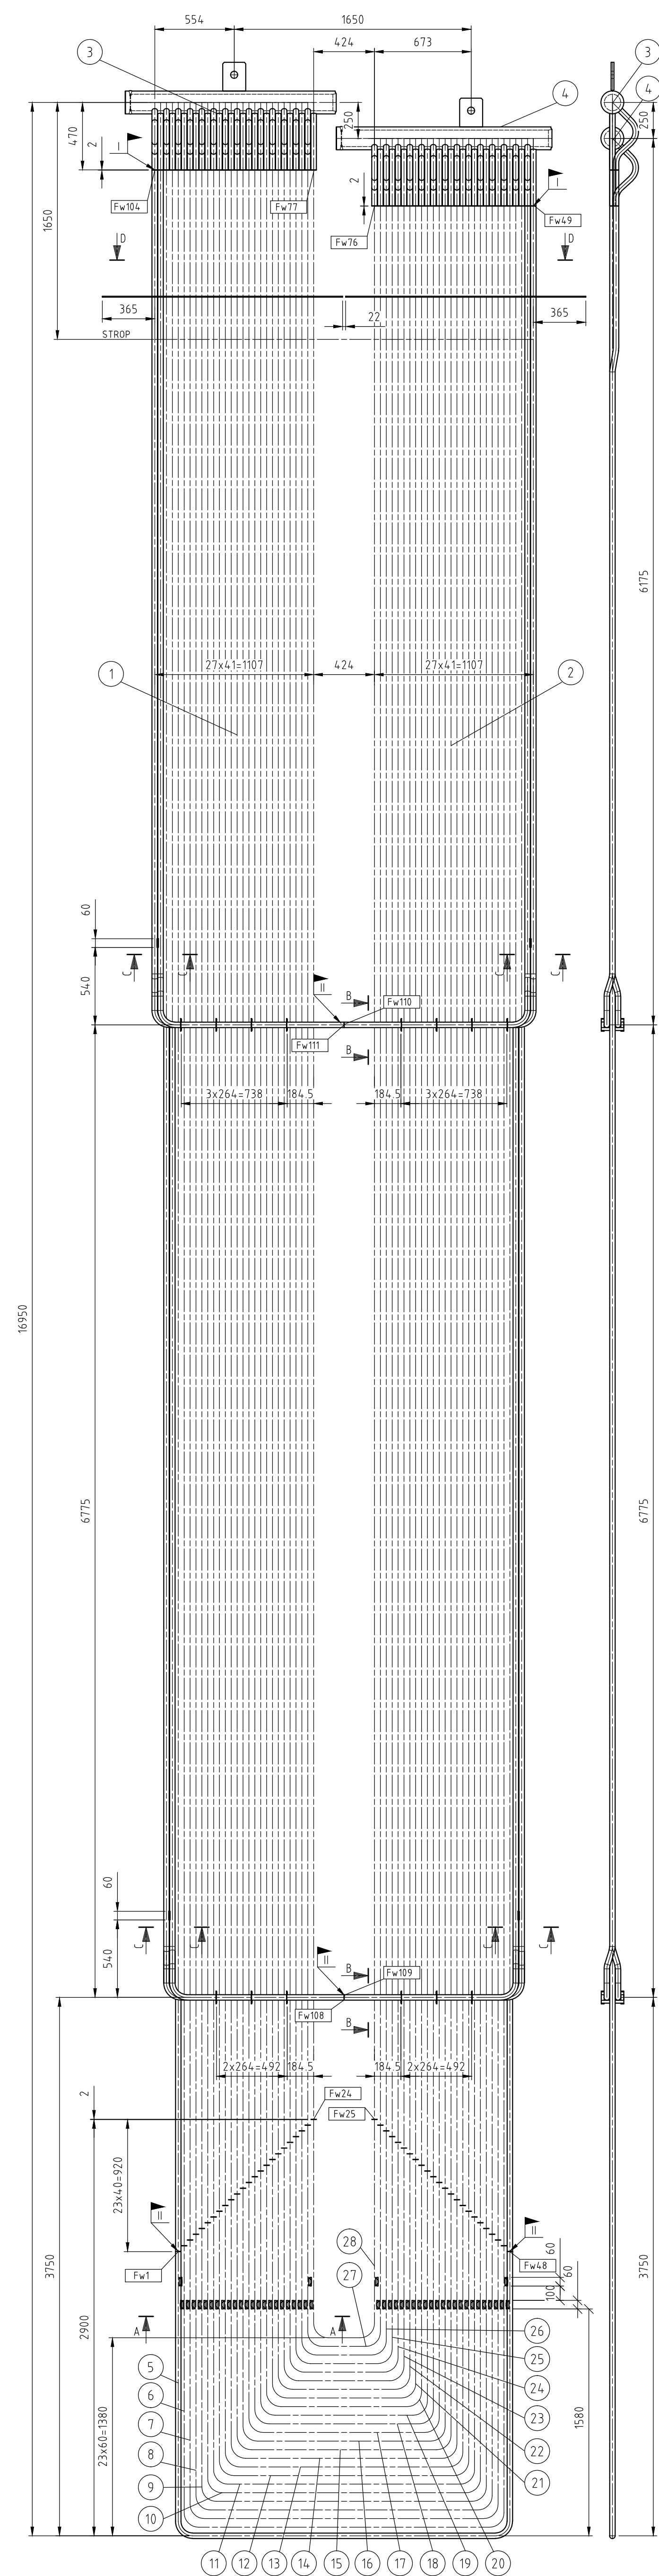 554
1650
424
673
3
4
3
4
470
2
I
250
250
Fw104
Fw77
2
I
Fw76
Fw49
1650
D
D
365
22
365
STROP
6175
1
27x41=1107
424
27x41=1107
2
60
540
C
C
C
C
II
B
Fw110
Fw111
B
3x264=738
184.5
184.5
3x264=738
16950
6775
6775
60
540
C
C
C
C
II
B
Fw109
Fw108
B
2x264=492
184.5
184.5
2x264=492
2
Fw24
Fw25
23x40=920
II
II
28
60
Fw1
Fw48
27
60
100
3750
3750
2900
A
A
26
25
5
24
6
23
23x60=1380
1580
7
22
8
21
9
10
11
12
13
14
15
16
17
18
19
20